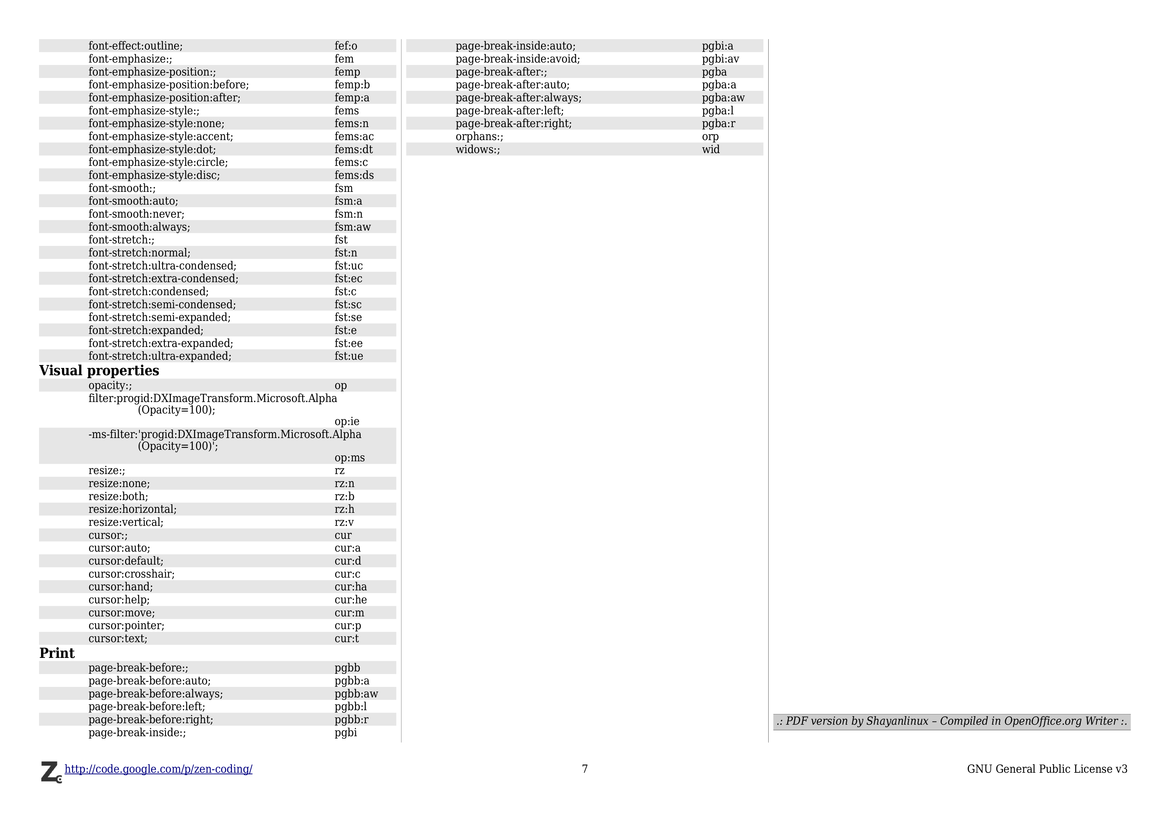 font-effect:outline; fef:o
font-emphasize:; fem
font-emphasize-position:; femp
font-emphasize-position:before; femp:b
font-emphasize-position:after; femp:a
font-emphasize-style:; fems
font-emphasize-style:none; fems:n
font-emphasize-style:accent; fems:ac
font-emphasize-style:dot; fems:dt
font-emphasize-style:circle; fems:c
font-emphasize-style:disc; fems:ds
font-smooth:; fsm
font-smooth:auto; fsm:a
font-smooth:never; fsm:n
font-smooth:always; fsm:aw
font-stretch:; fst
font-stretch:normal; fst:n
font-stretch:ultra-condensed; fst:uc
font-stretch:extra-condensed; fst:ec
font-stretch:condensed; fst:c
font-stretch:semi-condensed; fst:sc
font-stretch:semi-expanded; fst:se
font-stretch:expanded; fst:e
font-stretch:extra-expanded; fst:ee
font-stretch:ultra-expanded; fst:ue
Visual properties
opacity:; op
filter:progid:DXImageTransform.Microsoft.Alpha
(Opacity=100);
op:ie
-ms-filter:'progid:DXImageTransform.Microsoft.Alpha
(Opacity=100)';
op:ms
resize:; rz
resize:none; rz:n
resize:both; rz:b
resize:horizontal; rz:h
resize:vertical; rz:v
cursor:; cur
cursor:auto; cur:a
cursor:default; cur:d
cursor:crosshair; cur:c
cursor:hand; cur:ha
cursor:help; cur:he
cursor:move; cur:m
cursor:pointer; cur:p
cursor:text; cur:t
Print
page-break-before:; pgbb
page-break-before:auto; pgbb:a
page-break-before:always; pgbb:aw
page-break-before:left; pgbb:l
page-break-before:right; pgbb:r
page-break-inside:; pgbi
page-break-inside:auto; pgbi:a
page-break-inside:avoid; pgbi:av
page-break-after:; pgba
page-break-after:auto; pgba:a
page-break-after:always; pgba:aw
page-break-after:left; pgba:l
page-break-after:right; pgba:r
orphans:; orp
widows:; wid
.: PDF version by Shayanlinux – Compiled in OpenOffice.org Writer :.
Zc http://code.google.com/p/zen-coding/ 7 GNU General Public License v3